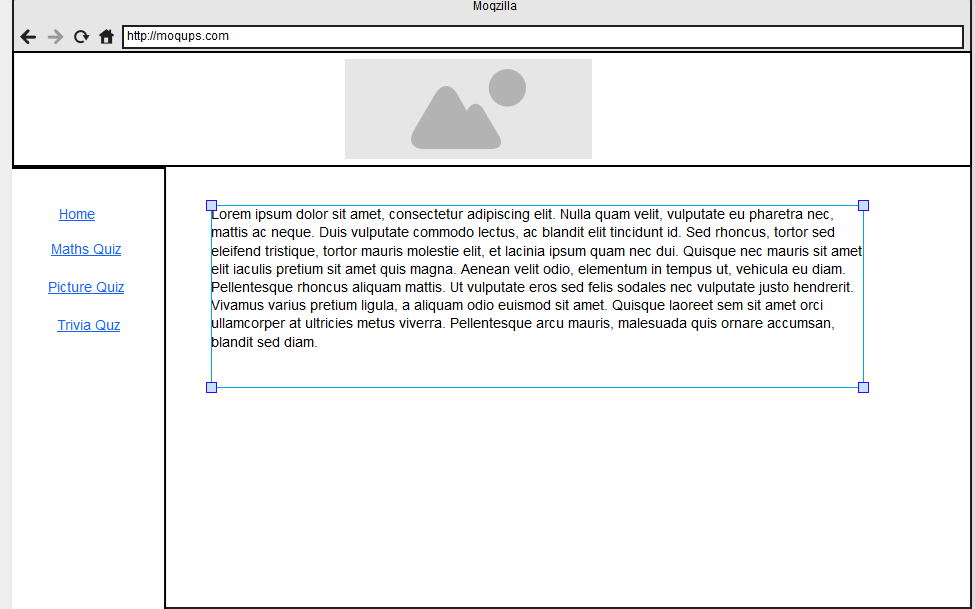 Moqzilla
http://moqups.com
Home
Maths Quiz
Picture Quiz
Trivia Quz
Lorem ipsum dolor sit amet, consectetur adipiscing elit. Nulla quam velit, vulputate eu pharetra nec,
mattis ac neque. Duis vulputate commodo lectus, ac blandit elit tincidunt id. Sed rhoncus, tortor sed
eleifend tristique, tortor mauris molestie elit, et lacinia ipsum quam nec dui. Quisque nec mauris sit amet
elit iaculis pretium sit amet quis magna. Aenean velit odio, elementum in tempus ut, vehicula eu diam.
Pellentesque rhoncus aliquam mattis. Ut vulputate eros sed felis sodales nec vulputate justo hendrerit.
Vivamus varius pretium ligula, a aliquam odio euismod sit amet. Quisque laoreet sem sit amet orci
ullamcorper at ultricies metus viverra. Pellentesque arcu mauris, malesuada quis ornare accumsan,
blandit sed diam.